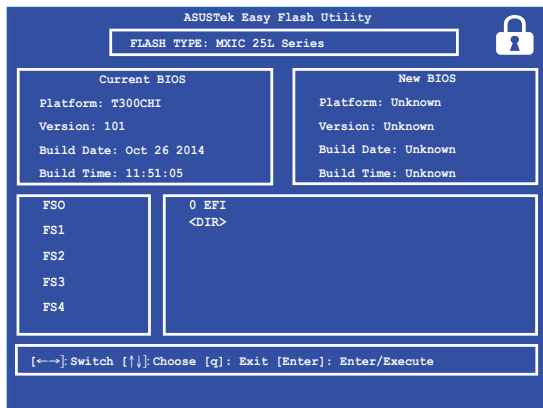 ASUSTek Easy Flash Utility
FLASH TYPE: MXIC 25L Series
Current BIOS
Platform: T300CHI
Version: 101
Build Date: Oct 26 2014
Build Time: 11:51:05
New BIOS
Platform: Unknown
Version: Unknown
Build Date: Unknown
Build Time: Unknown
FSO
FS1
FS2
FS3
FS4
0 EFI
<DIR>
[←→]: Switch [↑↓]: Choose [q]: Exit [Enter]: Enter/Execute